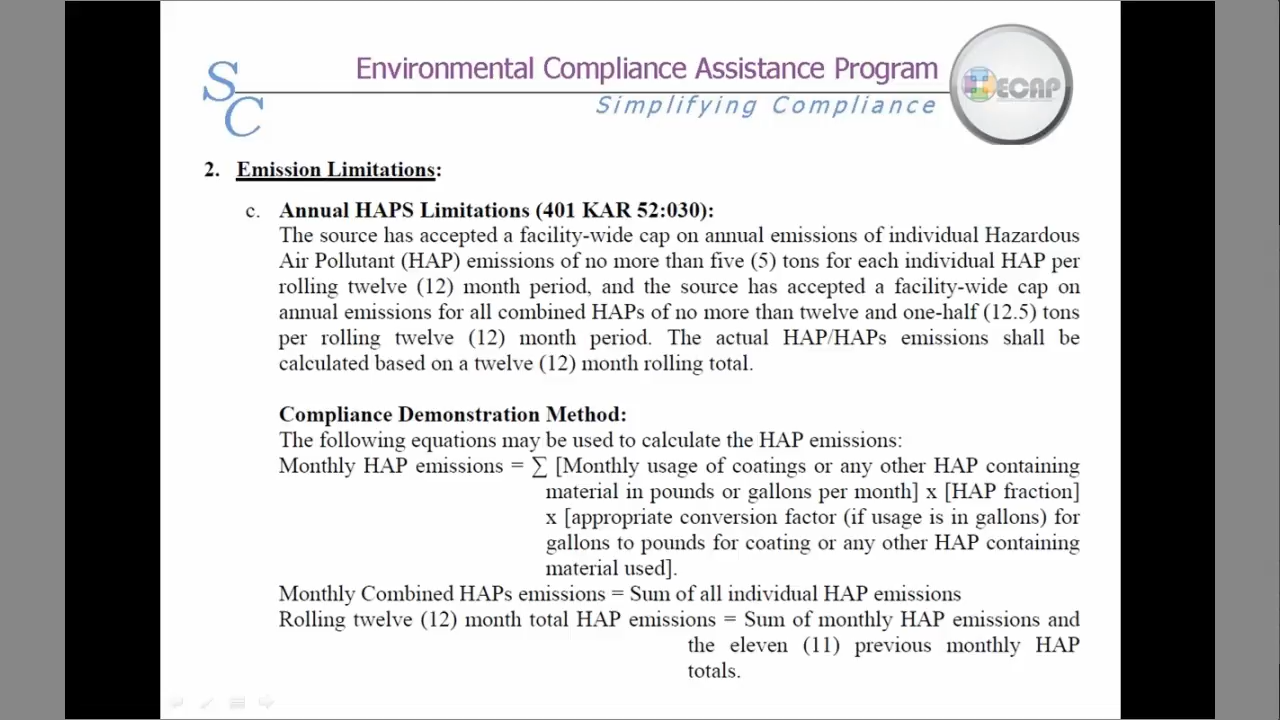 S
C
Environmental Compliance Assistance Program
Simplifying Compliance
ECAP
2. Emission Limitations:
c. Annual HAPS Limitations (401 KAR 52:030):
The source has accepted a facility-wide cap on annual emissions of individual Hazardous
Air Pollutant (HAP) emissions of no more than five (5) tons for each individual HAP per
rolling twelve (12) month period, and the source has accepted a facility-wide cap on
annual emissions for all combined HAPs of no more than twelve and one-half (12.5) tons
per rolling twelve (12) month period. The actual HAP/HAPs emissions shall be
calculated based on a twelve (12) month rolling total.
Compliance Demonstration Method:
The following equations may be used to calculate the HAP emissions:
Monthly HAP emissions = ∑ [Monthly usage of coatings or any other HAP containing
material in pounds or gallons per month] x [HAP fraction]
x [appropriate conversion factor (if usage is in gallons) for
gallons to pounds for coating or any other HAP containing
material used].
Monthly Combined HAPs emissions = Sum of all individual HAP emissions
Rolling twelve (12) month total HAP emissions = Sum of monthly HAP emissions and
the eleven (11) previous monthly HAP
totals.